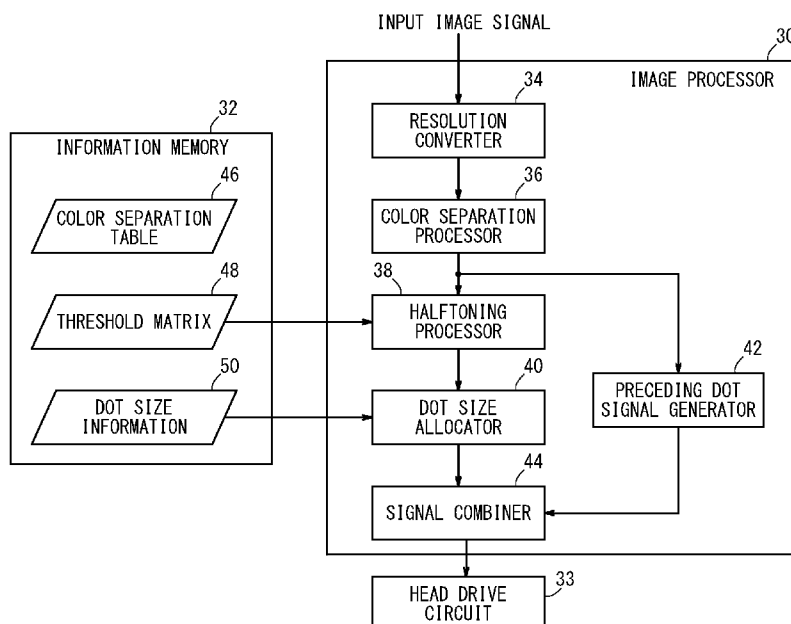 INPUT IMAGE SIGNAL
30
IMAGE PROCESSOR
34
RESOLUTION
CONVERTER
32
INFORMATION MEMORY
46
COLOR SEPARATION
TABLE
36
COLOR SEPARATION
PROCESSOR
48
THRESHOLD MATRIX
38
HALFTONING
PROCESSOR
42
PRECEDING DOT
SIGNAL GENERATOR
50
DOT SIZE
INFORMATION
40
DOT SIZE
ALLOCATOR
44
SIGNAL COMBINER
33
HEAD DRIVE
CIRCUIT